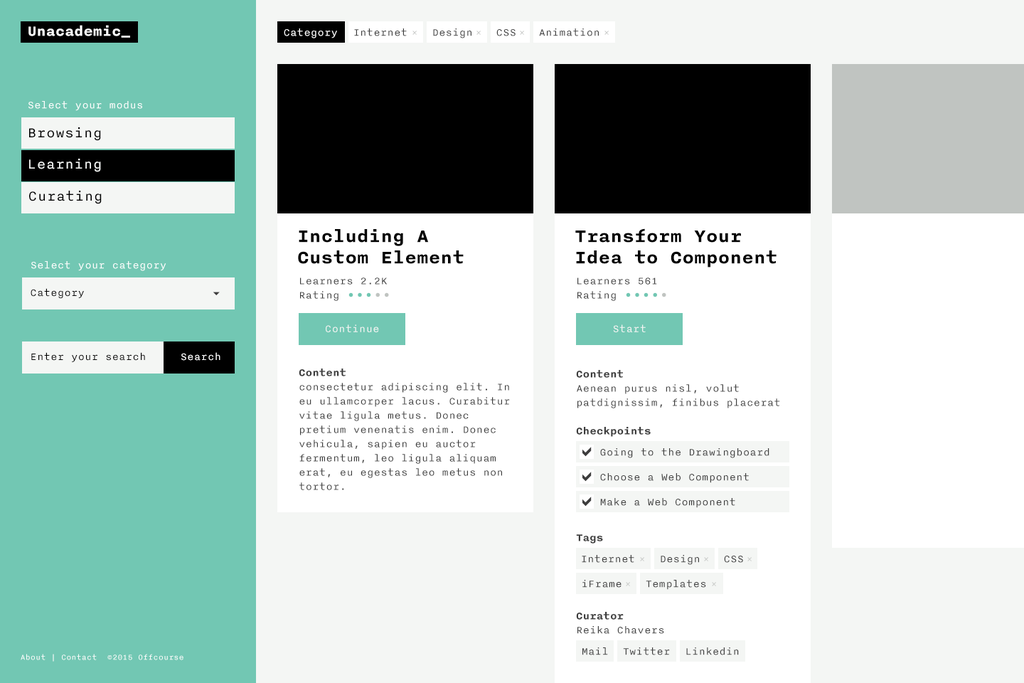 Unacademic_
Select your modus
Browsing
Learning
Curating
Select your category
Category
Enter your search
Search
About | Contact ©2015 Offcourse
Category
Internet ×
Design ×
CSS ×
Animation ×
Including A
Custom Element
Learners 2.2K
Rating
Continue
Content
consectetur adipiscing elit. In
eu ullamcorper lacus. Curabitur
vitae ligula metus. Donec
pretium venenatis enim. Donec
vehicula, sapien eu auctor
fermentum, leo ligula aliquam
erat, eu egestas leo metus non
tortor.
Transform Your
Idea to Component
Learners 561
Rating
Start
Content
Aenean purus nisl, volut
patdignissim, finibus placerat
Checkpoints
Going to the Drawingboard
Choose a Web Component
Make a Web Component
Tags
Internet × Design × CSS ×
iFrame × Templates ×
Curator
Reika Chavers
Mail Twitter Linkedin